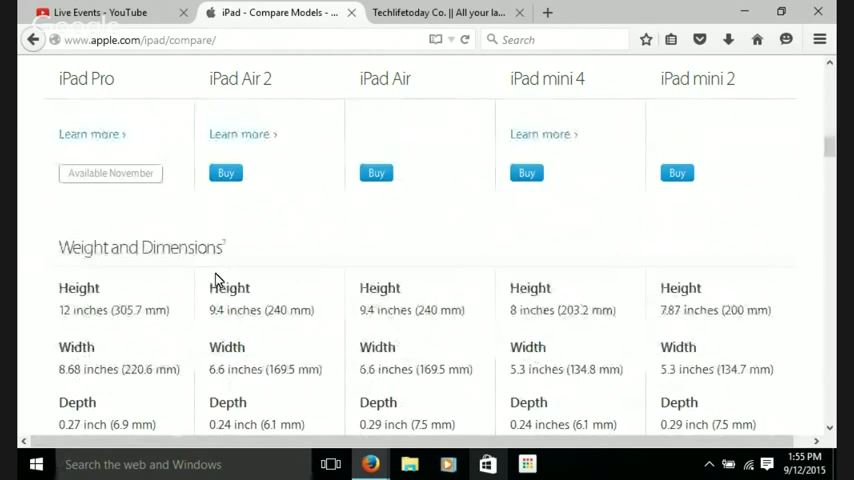 Live Events - YouTube
iPad - Compare Models - ...
Techlifetoday Co. || All your la...
www.apple.com/ipad/compare/
Search
iPad Pro iPad Air 2 iPad Air iPad mini 4 iPad mini 2
Learn more › Learn more › Learn more ›
Available November Buy Buy Buy Buy
Weight and Dimensions7
Height Height Height Height Height
12 inches (305.7 mm) 9.4 inches (240 mm) 9.4 inches (240 mm) 8 inches (203.2 mm) 7.87 inches (200 mm)
Width Width Width Width Width
8.68 inches (220.6 mm) 6.6 inches (169.5 mm) 6.6 inches (169.5 mm) 5.3 inches (134.8 mm) 5.3 inches (134.7 mm)
Depth Depth Depth Depth Depth
0.27 inch (6.9 mm) 0.24 inch (6.1 mm) 0.29 inch (7.5 mm) 0.24 inch (6.1 mm) 0.29 inch (7.5 mm)
Search the web and Windows
1:55 PM
9/12/2015